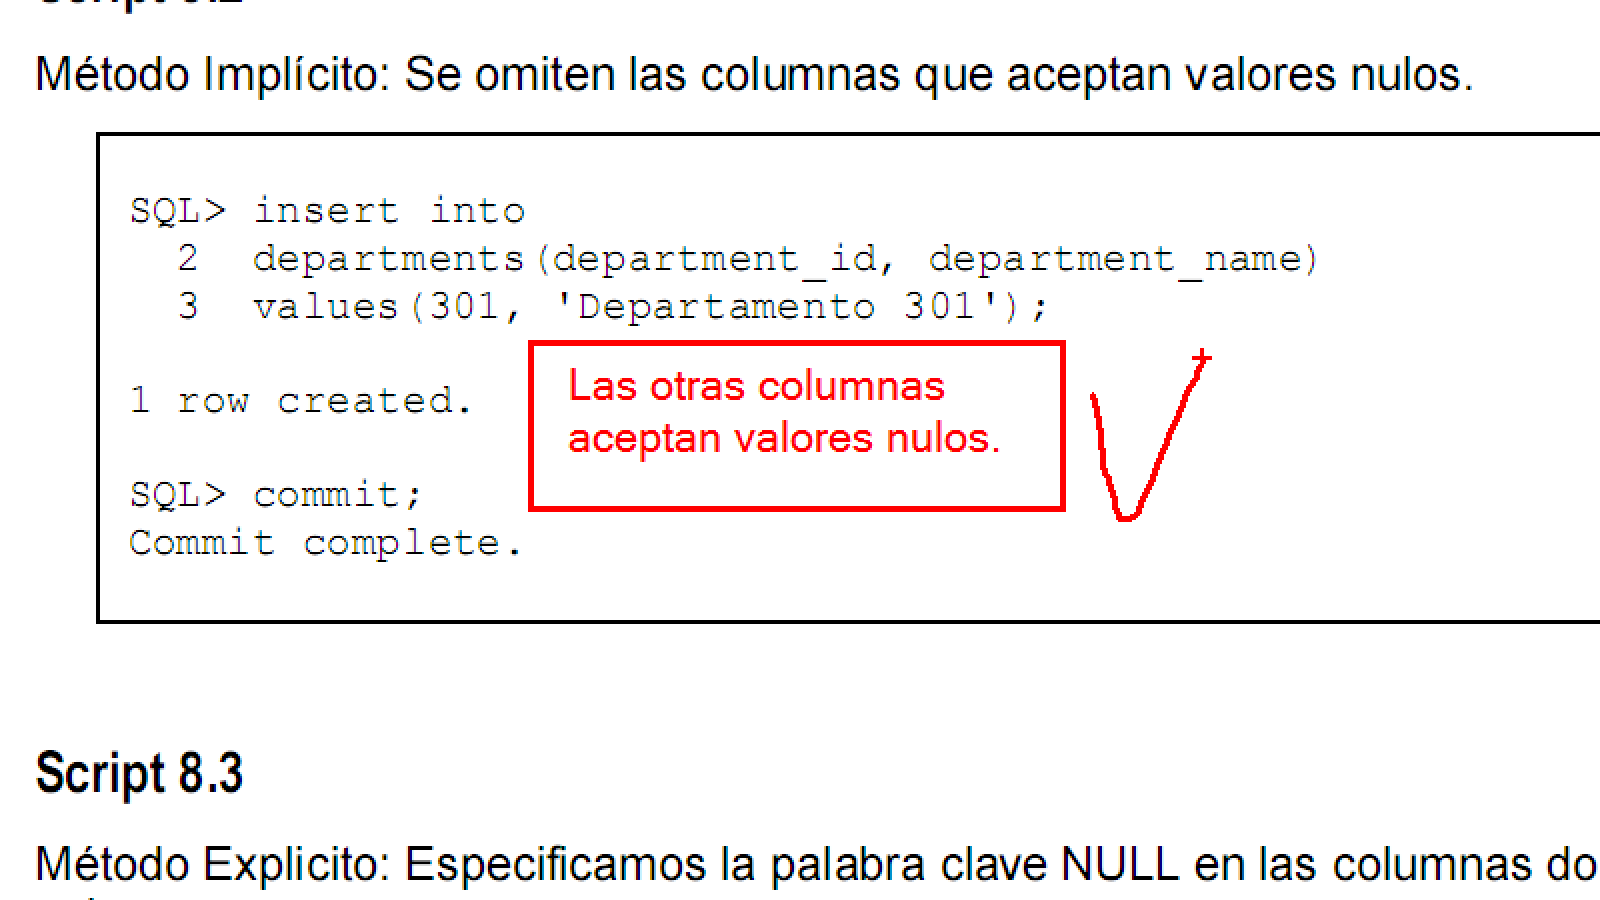 Método Implícito: Se omiten las columnas que aceptan valores nulos.
SQL> insert into
2 departments(department_id, department_name)
3 values(301, 'Departamento 301');
1 row created.
Las otras columnas
aceptan valores nulos.
SQL> commit;
Commit complete.
Script 8.3
Método Explicito: Especificamos la palabra clave NULL en las columnas do